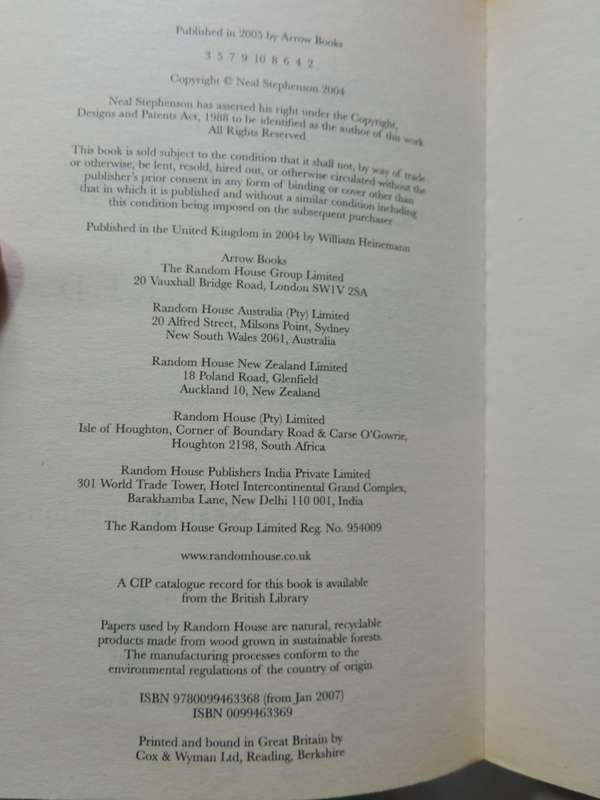 Published in 2005 by Arrow Books
3 5 7 9 10 8 6 4 2
Copyright © Neal Stephenson 2004
Neal Stephenson has asserted his right under the Copyright,
Designs and Patents Act, 1988 to be identified as the author of this work
All Rights Reserved
This book is sold subject to the condition that it shall not, by way of trade
or otherwise, be lent, resold, hired out, or otherwise circulated without the
publisher's prior consent in any form of binding or cover other than
that in which it is published and without a similar condition including
this condition being imposed on the subsequent purchaser
Published in the United Kingdom in 2004 by William Heinemann
Arrow Books
The Random House Group Limited
20 Vauxhall Bridge Road, London SW1V 2SA
Random House Australia (Pty) Limited
20 Alfred Street, Milsons Point, Sydney
New South Wales 2061, Australia
Random House New Zealand Limited
18 Poland Road, Glenfield
Auckland 10, New Zealand
Random House (Pty) Limited
Isle of Houghton, Corner of Boundary Road & Carse O'Gowrie,
Houghton 2198, South Africa
Random House Publishers India Private Limited
301 World Trade Tower, Hotel Intercontinental Grand Complex,
Barakhamba Lane, New Delhi 110 001, India
The Random House Group Limited Reg. No. 954009
www.randomhouse.co.uk
A CIP catalogue record for this book is available
from the British Library
Papers used by Random House are natural, recyclable
products made from wood grown in sustainable forests.
The manufacturing processes conform to the
environmental regulations of the country of origin
ISBN 9780099463368 (from Jan 2007)
ISBN 0099463369
Printed and bound in Great Britain by
Cox & Wyman Ltd, Reading, Berkshire